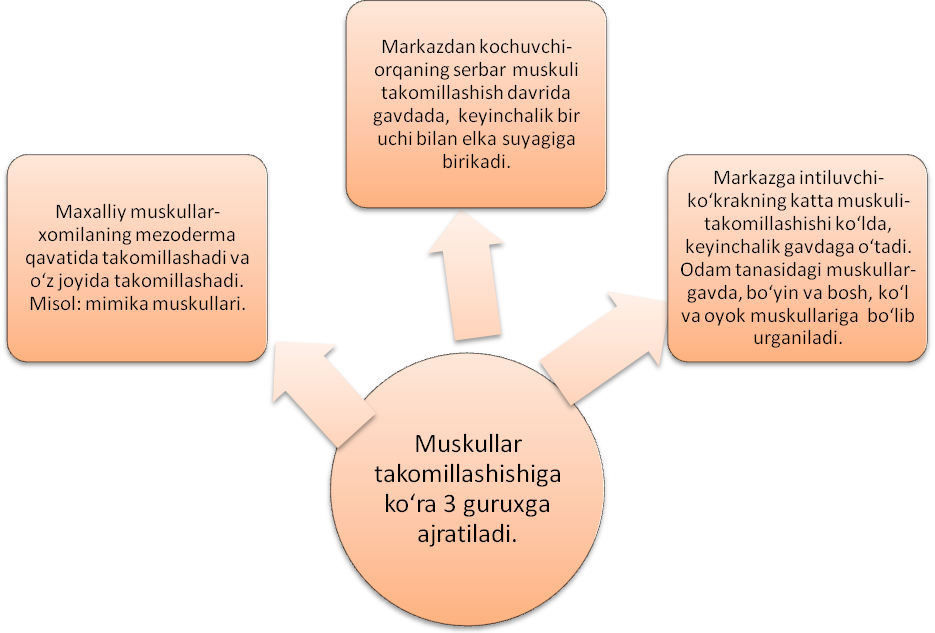 Markazdan kochuvchi-
orqaning serbar muskuli
takomillashish davrida
gavdada, keyinchalik bir
uchi bilan elka suyagiga
birikadi.
Maxalliy muskullar-
xomilaning mezoderma
qavatida takomillashadi va
o‘z joyida takomillashadi.
Misol: mimika muskullari.
Markazga intiluvchi-
ko‘krakning katta muskuli-
takomillashishi ko‘lda,
keyinchalik gavdaga o‘tadi.
Odam tanasidagi muskullar-
gavda, bo‘yin va bosh, ko‘l
va oyok muskullariga bo‘lib
urganiladi.
Muskullar
takomillashishiga
ko‘ra 3 guruxga
ajratiladi.